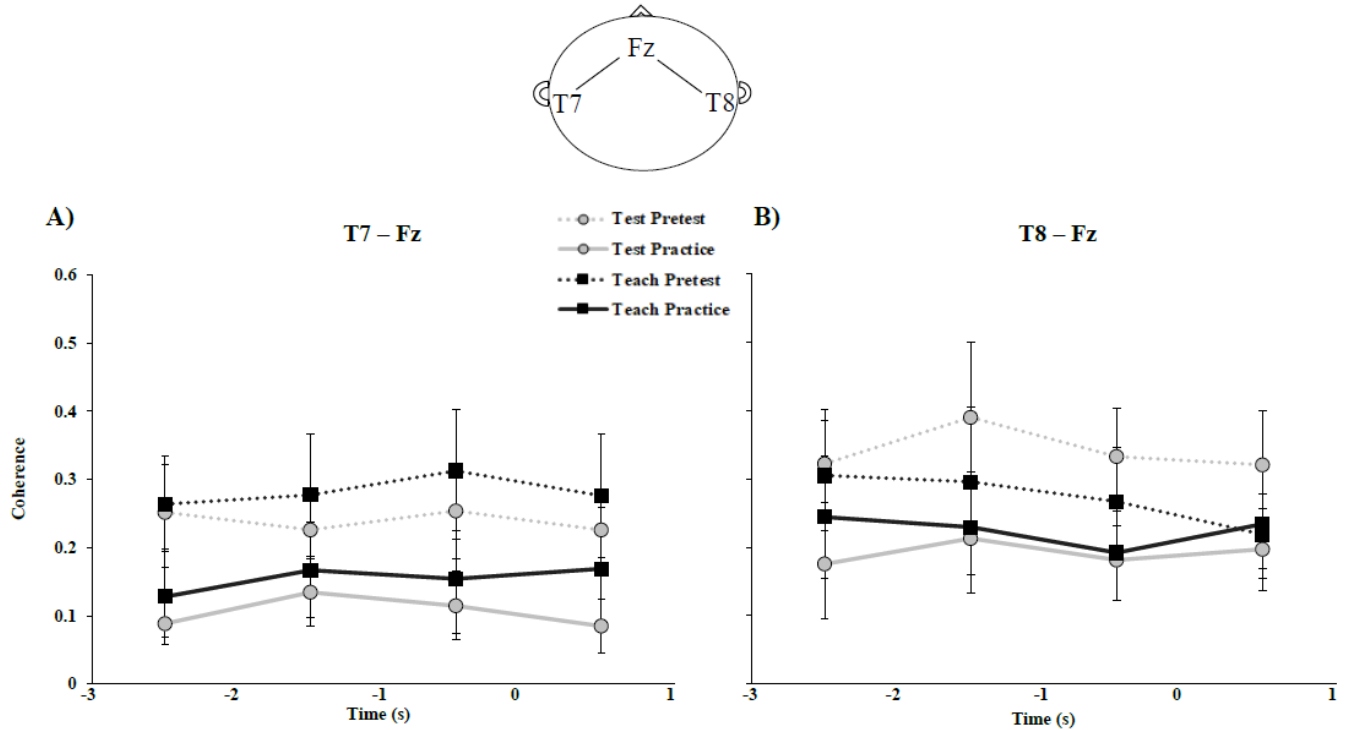 Fz
T7
T8
A)
T7 – Fz
Test Pretest
Test Practice
Teach Pretest
Teach Practice
B)
T8 – Fz
0.6
0.5
0.4
0.3
0.2
0.1
0
Coherence
-3
-2
-1
0
1
Time (s)
-3
-2
-1
0
1
Time (s)